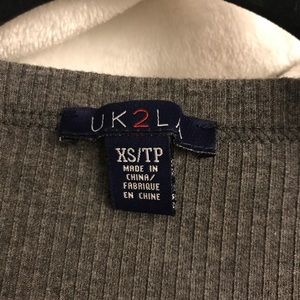 UK2LA
XS/TP
MADE IN
CHINA/
FABRIQUE
EN CHINE